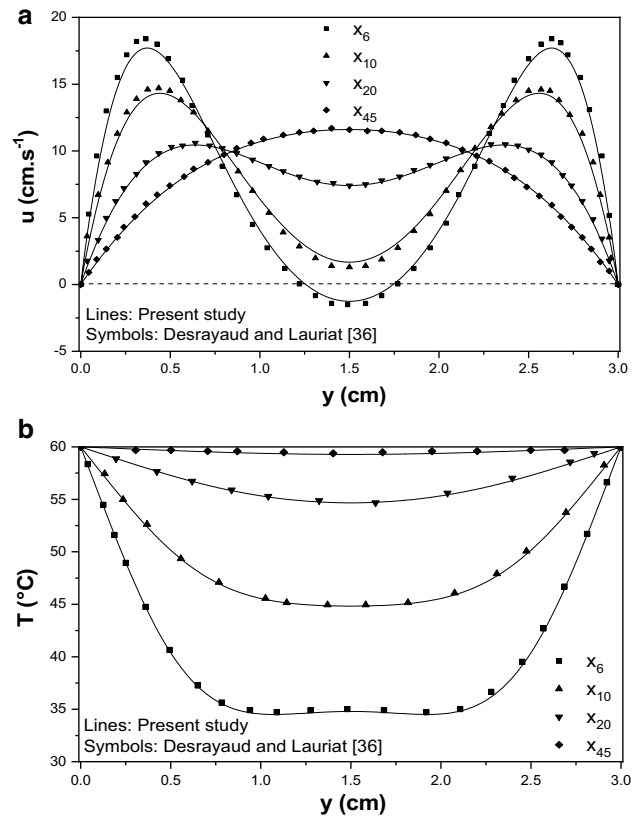 a
20
15
10
5
0
-5
u (cm.s⁻¹)
x₆
x₁₀
x₂₀
x₄₅
Lines: Present study
Symbols: Desrayaud and Lauriat [36]
0.0 0.5 1.0 1.5 2.0 2.5 3.0
y (cm)
b
60
55
50
45
40
35
30
T (°C)
x₆
x₁₀
x₂₀
x₄₅
Lines: Present study
Symbols: Desrayaud and Lauriat [36]
0.0 0.5 1.0 1.5 2.0 2.5 3.0
y (cm)